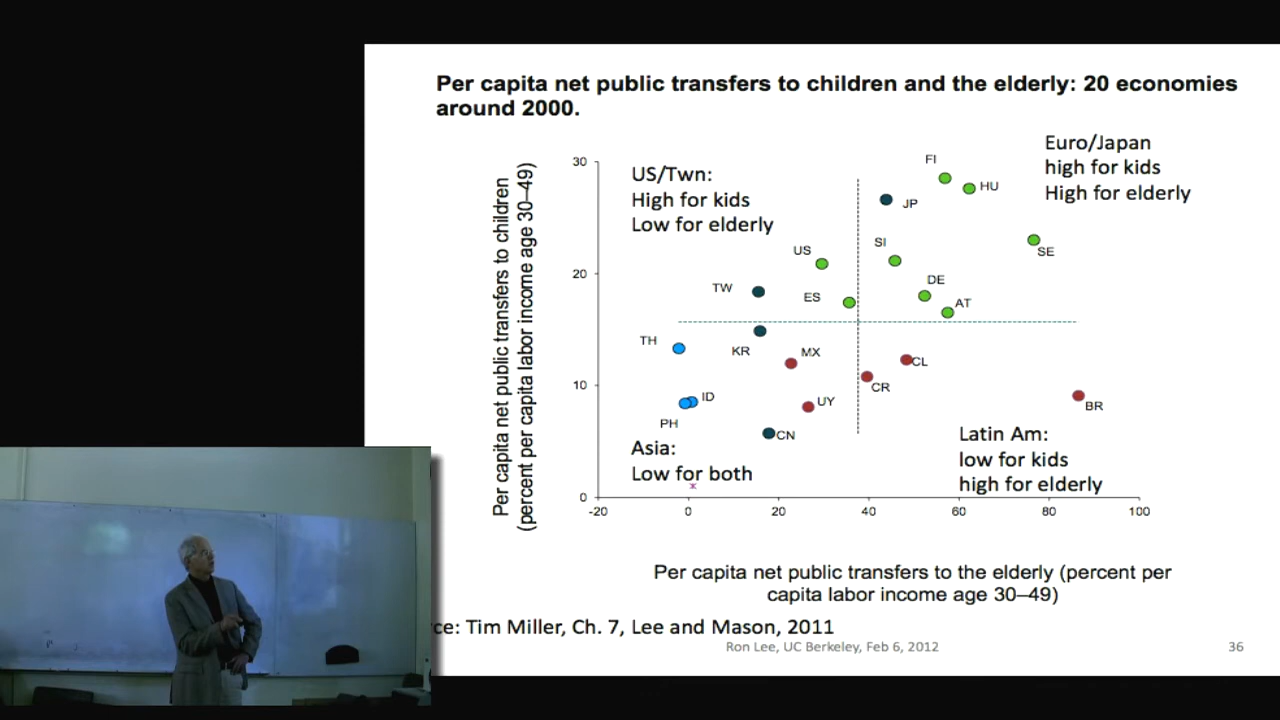 Per capita net public transfers to children and the elderly: 20 economies
around 2000.
Per capita net public transfers to children
(percent per capita labor income age 30–49)
30
20
10
0
US/Twn:
High for kids
Low for elderly
Euro/Japan
high for kids
High for elderly
FI
HU
JP
SI
SE
US
DE
TW
ES
AT
TH
KR
MX
CL
CR
ID
UY
BR
PH
CN
Asia:
Low for both
Latin Am:
low for kids
high for elderly
-20
0
20
40
60
80
100
Per capita net public transfers to the elderly (percent per
capita labor income age 30–49)
ce: Tim Miller, Ch. 7, Lee and Mason, 2011
Ron Lee, UC Berkeley, Feb 6, 2012
36